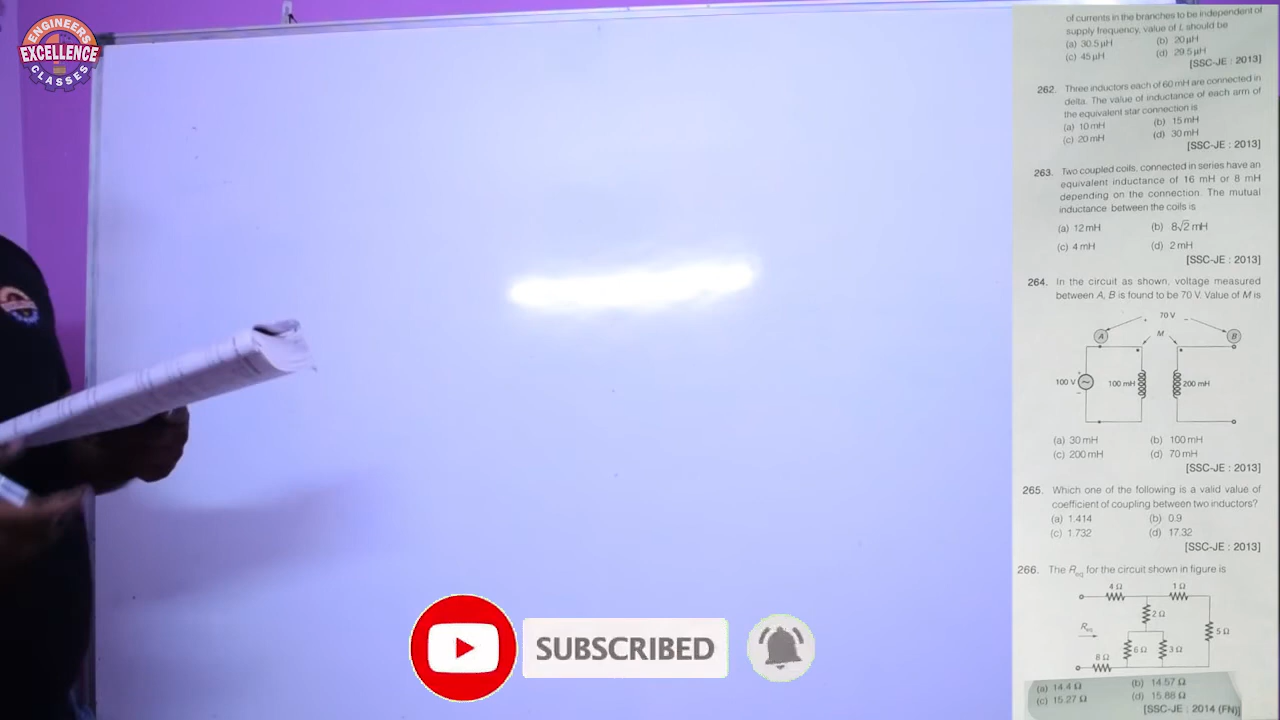 ENGINEERS
EXCELLENCE
CLASSES
of currents in the branches to be independent of
supply frequency, value of L should be
(a) 30.5 μH (b) 20 μH
(c) 45 μH (d) 29.5 μH
[SSC-JE : 2013]
262. Three inductors each of 60 mH are connected in
delta. The value of inductance of each arm of
the equivalent star connection is
(a) 10 mH (b) 15 mH
(c) 20 mH (d) 30 mH
[SSC-JE : 2013]
263. Two coupled coils, connected in series have an
equivalent inductance of 16 mH or 8 mH
depending on the connection. The mutual
inductance between the coils is
(a) 12 mH (b) 8√2 mH
(c) 4 mH (d) 2 mH
[SSC-JE : 2013]
264. In the circuit as shown, voltage measured
between A, B is found to be 70 V. Value of M is
+ 70 V −
A M B
100 V 100 mH 200 mH
(a) 30 mH (b) 100 mH
(c) 200 mH (d) 70 mH
[SSC-JE : 2013]
265. Which one of the following is a valid value of
coefficient of coupling between two inductors?
(a) 1.414 (b) 0.9
(c) 1.732 (d) 17.32
[SSC-JE : 2013]
266. The Req for the circuit shown in figure is
4 Ω 1 Ω
2 Ω
Req 5 Ω
6 Ω 3 Ω
8 Ω
(a) 14.4 Ω (b) 14.57 Ω
(c) 15.27 Ω (d) 15.88 Ω
[SSC-JE : 2014 (FN)]
SUBSCRIBED